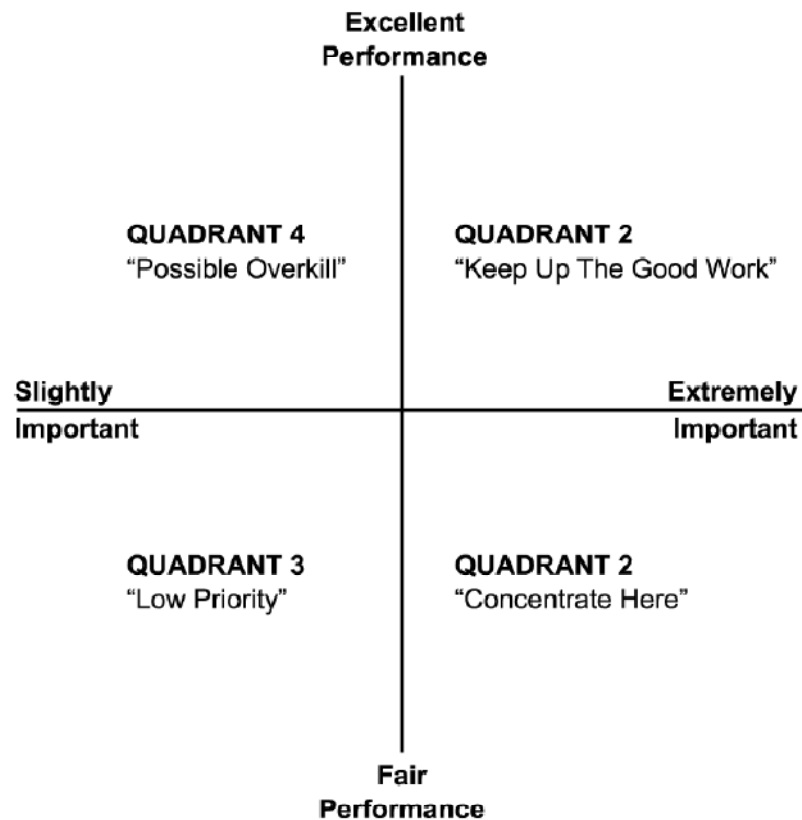 Excellent
Performance
QUADRANT 4
“Possible Overkill”
QUADRANT 2
“Keep Up The Good Work”
Slightly
Important
Extremely
Important
QUADRANT 3
“Low Priority”
QUADRANT 2
“Concentrate Here”
Fair
Performance